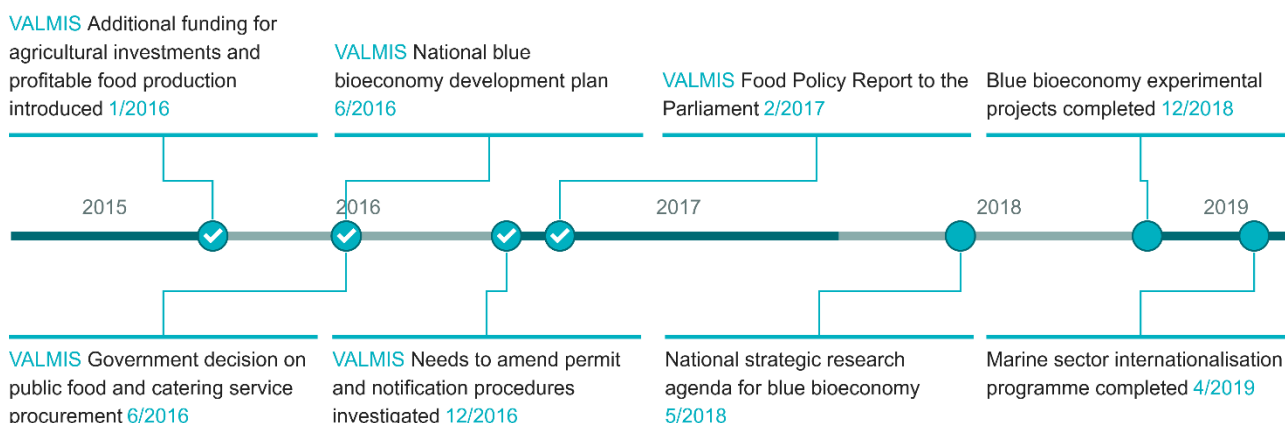 VALMIS Additional funding for
agricultural investments and
profitable food production
introduced 1/2016
VALMIS National blue
bioeconomy development plan
6/2016
VALMIS Food Policy Report to the
Parliament 2/2017
Blue bioeconomy experimental
projects completed 12/2018
2015
2016
2017
2018
2019
VALMIS Government decision on
public food and catering service
procurement 6/2016
VALMIS Needs to amend permit
and notification procedures
investigated 12/2016
National strategic research
agenda for blue bioeconomy
5/2018
Marine sector internationalisation
programme completed 4/2019